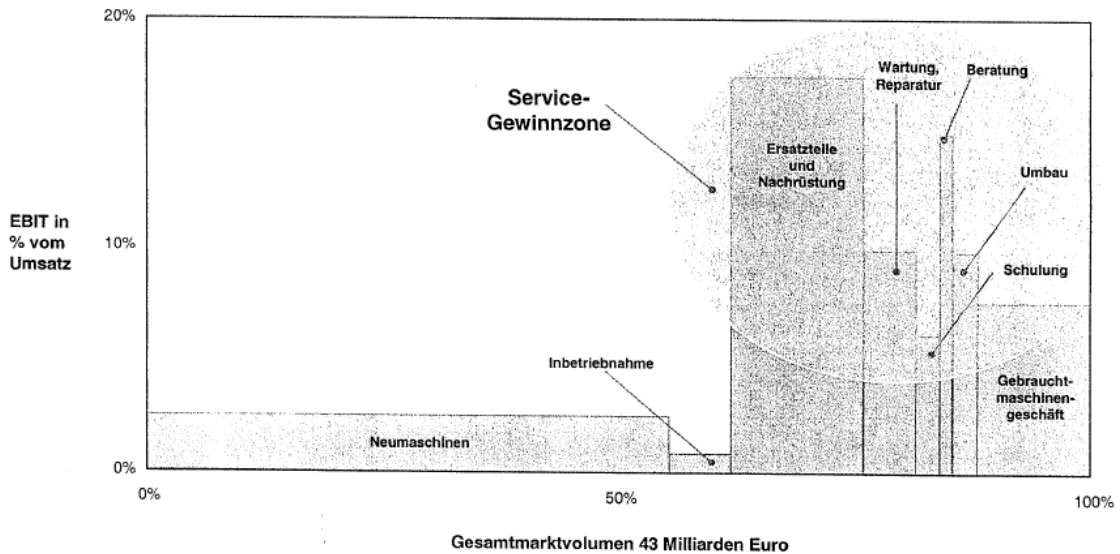 20%
Service-
Gewinnzone
Wartung,
Reparatur
Beratung
Ersatzteile
und
Nachrüstung
Umbau
EBIT in
% vom
Umsatz
10%
Schulung
Inbetriebnahme
Gebraucht-
maschinen-
geschäft
Neumaschinen
0%
0%
50%
100%
Gesamtmarktvolumen 43 Milliarden Euro